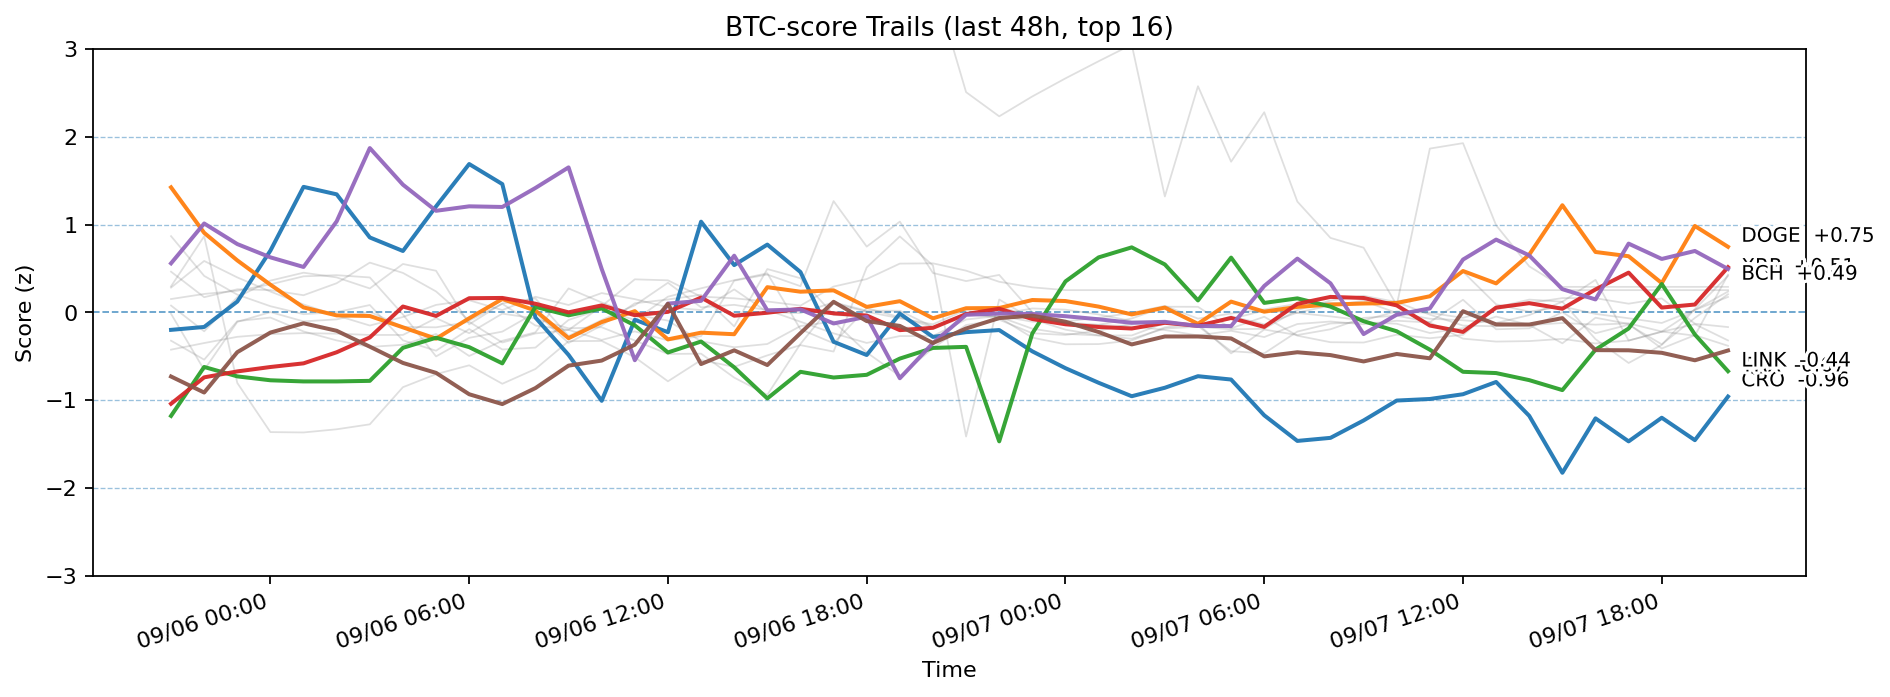 BTC-score Trails (last 48h, top 16)
Score (z)
3
2
1
0
−1
−2
−3
DOGE +0.75
BCH +0.49
LINK -0.44
CRO -0.96
09/06 00:00
09/06 06:00
09/06 12:00
09/06 18:00
09/07 00:00
09/07 06:00
09/07 12:00
09/07 18:00
Time